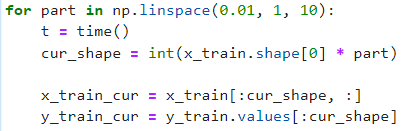 for part in np.linspace(0.01, 1, 10):
    t = time()
    cur_shape = int(x_train.shape[0] * part)

    x_train_cur = x_train[:cur_shape, :]
    y_train_cur = y_train.values[:cur_shape]